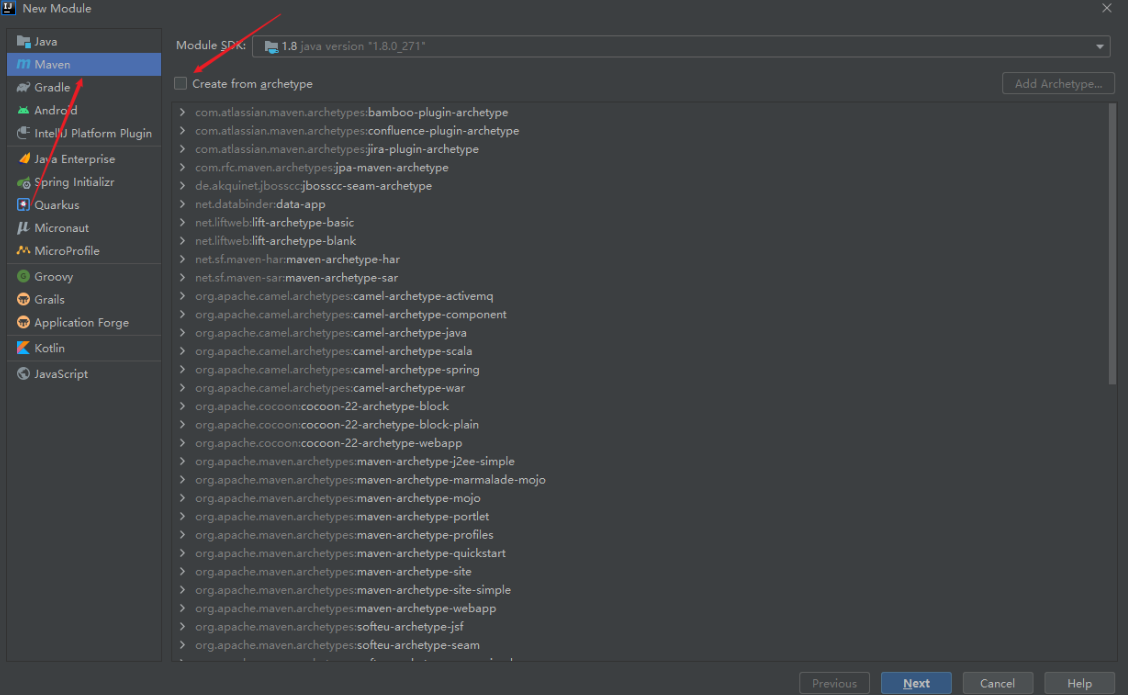 New Module
Java
Maven
Gradle
Android
IntelliJ Platform Plugin
Java Enterprise
Spring Initializr
Quarkus
Micronaut
MicroProfile
Groovy
Grails
Application Forge
Kotlin
JavaScript
Module SDK: 1.8 java version "1.8.0_271"
Create from archetype
Add Archetype...
com.atlassian.maven.archetypes:bamboo-plugin-archetype
com.atlassian.maven.archetypes:confluence-plugin-archetype
com.atlassian.maven.archetypes:jira-plugin-archetype
com.rfc.maven.archetypes:jpa-maven-archetype
de.akquinet.jbosscc:jbosscc-seam-archetype
net.databinder:data-app
net.liftweb:lift-archetype-basic
net.liftweb:lift-archetype-blank
net.sf.maven-har:maven-archetype-har
net.sf.maven-sar:maven-archetype-sar
org.apache.camel.archetypes:camel-archetype-activemq
org.apache.camel.archetypes:camel-archetype-component
org.apache.camel.archetypes:camel-archetype-java
org.apache.camel.archetypes:camel-archetype-scala
org.apache.camel.archetypes:camel-archetype-spring
org.apache.camel.archetypes:camel-archetype-war
org.apache.cocoon:cocoon-22-archetype-block
org.apache.cocoon:cocoon-22-archetype-block-plain
org.apache.cocoon:cocoon-22-archetype-webapp
org.apache.maven.archetypes:maven-archetype-j2ee-simple
org.apache.maven.archetypes:maven-archetype-marmalade-mojo
org.apache.maven.archetypes:maven-archetype-mojo
org.apache.maven.archetypes:maven-archetype-portlet
org.apache.maven.archetypes:maven-archetype-profiles
org.apache.maven.archetypes:maven-archetype-quickstart
org.apache.maven.archetypes:maven-archetype-site
org.apache.maven.archetypes:maven-archetype-site-simple
org.apache.maven.archetypes:maven-archetype-webapp
org.apache.maven.archetypes:softeu-archetype-jsf
org.apache.maven.archetypes:softeu-archetype-seam
Previous
Next
Cancel
Help